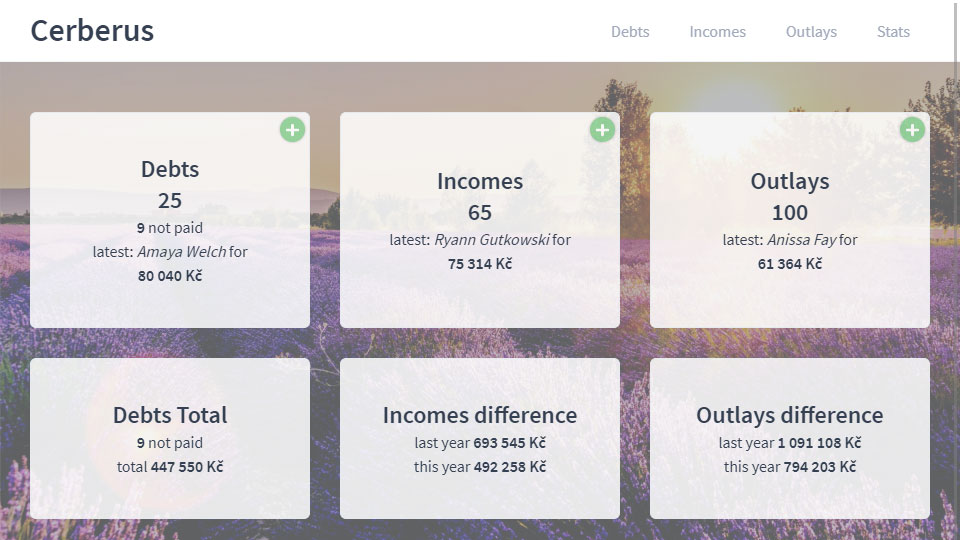 Cerberus
Debts Incomes Outlays Stats
Debts
25
9 not paid
latest: Amaya Welch for
80 040 Kč
Incomes
65
latest: Ryann Gutkowski for
75 314 Kč
Outlays
100
latest: Anissa Fay for
61 364 Kč
Debts Total
9 not paid
total 447 550 Kč
Incomes difference
last year 693 545 Kč
this year 492 258 Kč
Outlays difference
last year 1 091 108 Kč
this year 794 203 Kč